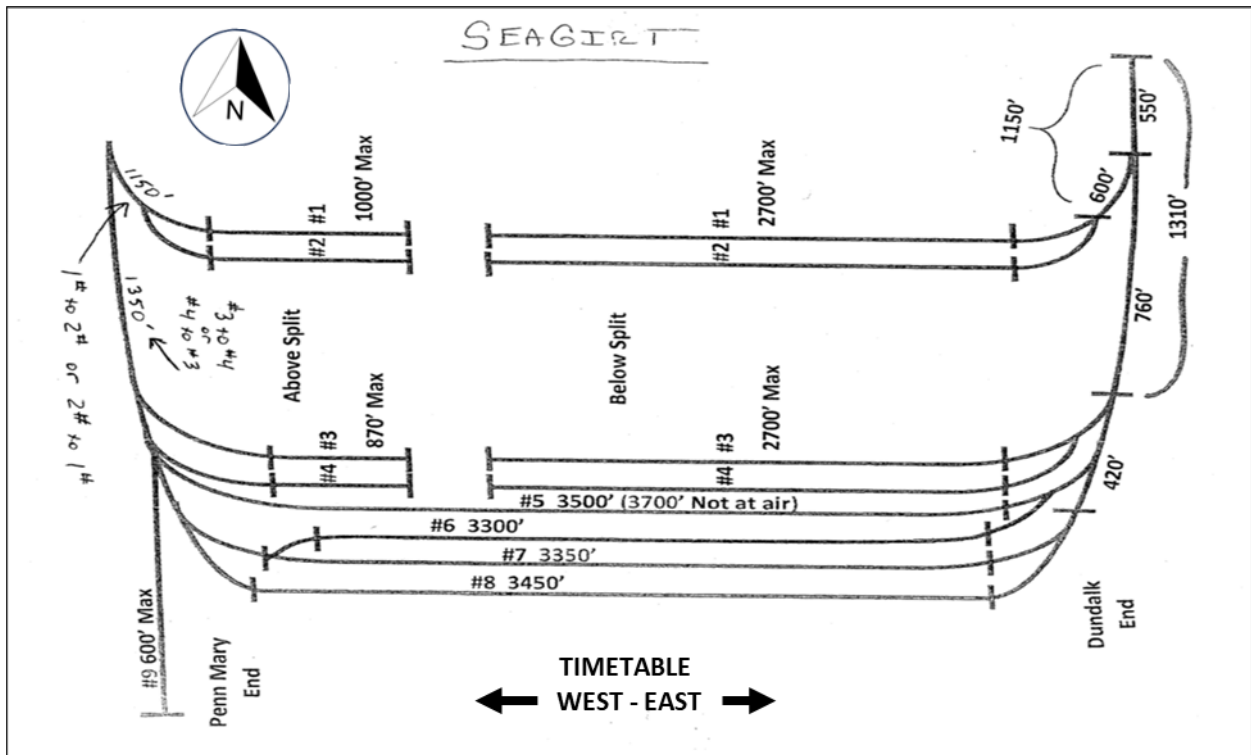 SEAGIRT
N
1150'
550'
1150'
600'
1310'
#1
1000' Max
#2
#1
2700' Max
#2
1350'
#3 to #4
or
#4 to #3
1# to 2# or 2# to 1#
Above Split
Below Split
760'
#3
870' Max
#4
#3
2700' Max
#4
#5 3500' (3700' Not at air)
420'
#6 3300'
#7 3350'
#8 3450'
#9 600' Max
Penn Mary
End
Dundalk
End
TIMETABLE
WEST - EAST